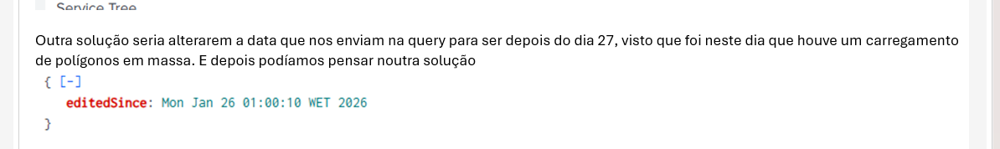 Service Tree
Outra solução seria alterarem a data que nos enviam na query para ser depois do dia 27, visto que foi neste dia que houve um carregamento
de polígonos em massa. E depois podíamos pensar noutra solução
{ [-]
editedSince: Mon Jan 26 01:00:10 WET 2026
}